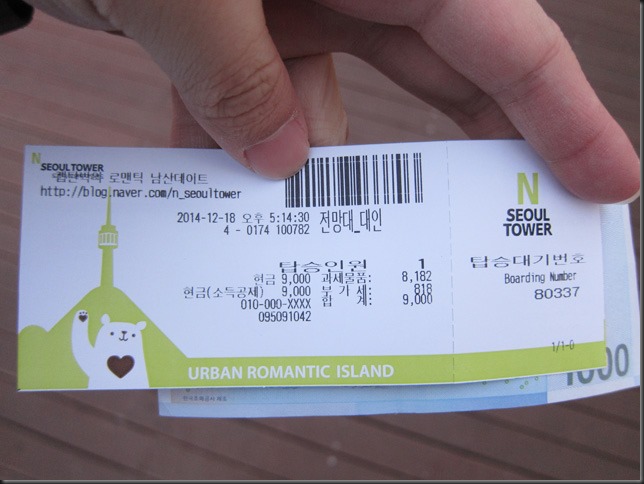 N
SEOULTOWER
로맨틱 남산데이트
http://blog.naver.com/n_seoultower
2014-12-18 오후 5:14:30 전망대_대인
4 - 0174 100782
탑승인원 1
현금 9,000 과세물품: 8,182
현금(소득공제) 9,000 부 가 세: 818
010-000-XXXX 합 계: 9,000
095091042
URBAN ROMANTIC ISLAND
N
SEOUL
TOWER
탑승대기번호
Boarding Number
80337
1/1-0
1000